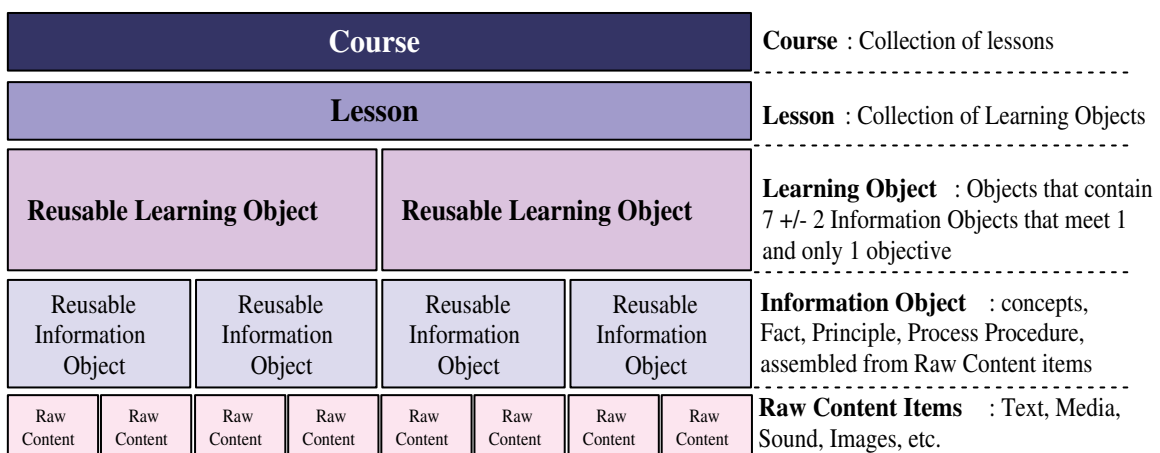 Course
Course : Collection of lessons
Lesson
Lesson : Collection of Learning Objects
Reusable Learning Object
Reusable Learning Object
Learning Object : Objects that contain
7 +/- 2 Information Objects that meet 1
and only 1 objective
Reusable
Information
Object
Reusable
Information
Object
Reusable
Information
Object
Reusable
Information
Object
Information Object : concepts,
Fact, Principle, Process Procedure,
assembled from Raw Content items
Raw
Content
Raw
Content
Raw
Content
Raw
Content
Raw
Content
Raw
Content
Raw
Content
Raw
Content
Raw Content Items : Text, Media,
Sound, Images, etc.